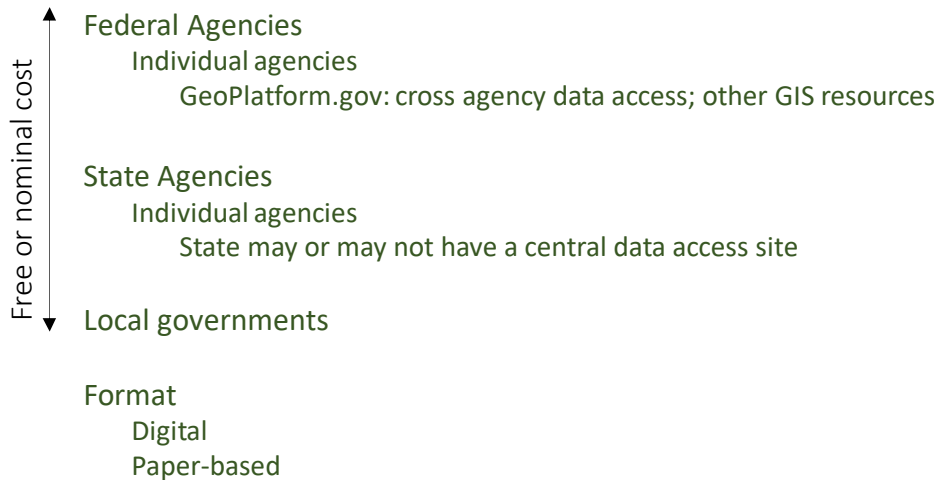 Free or nominal cost
Federal Agencies
Individual agencies
GeoPlatform.gov: cross agency data access; other GIS resources
State Agencies
Individual agencies
State may or may not have a central data access site
Local governments
Format
Digital
Paper-based